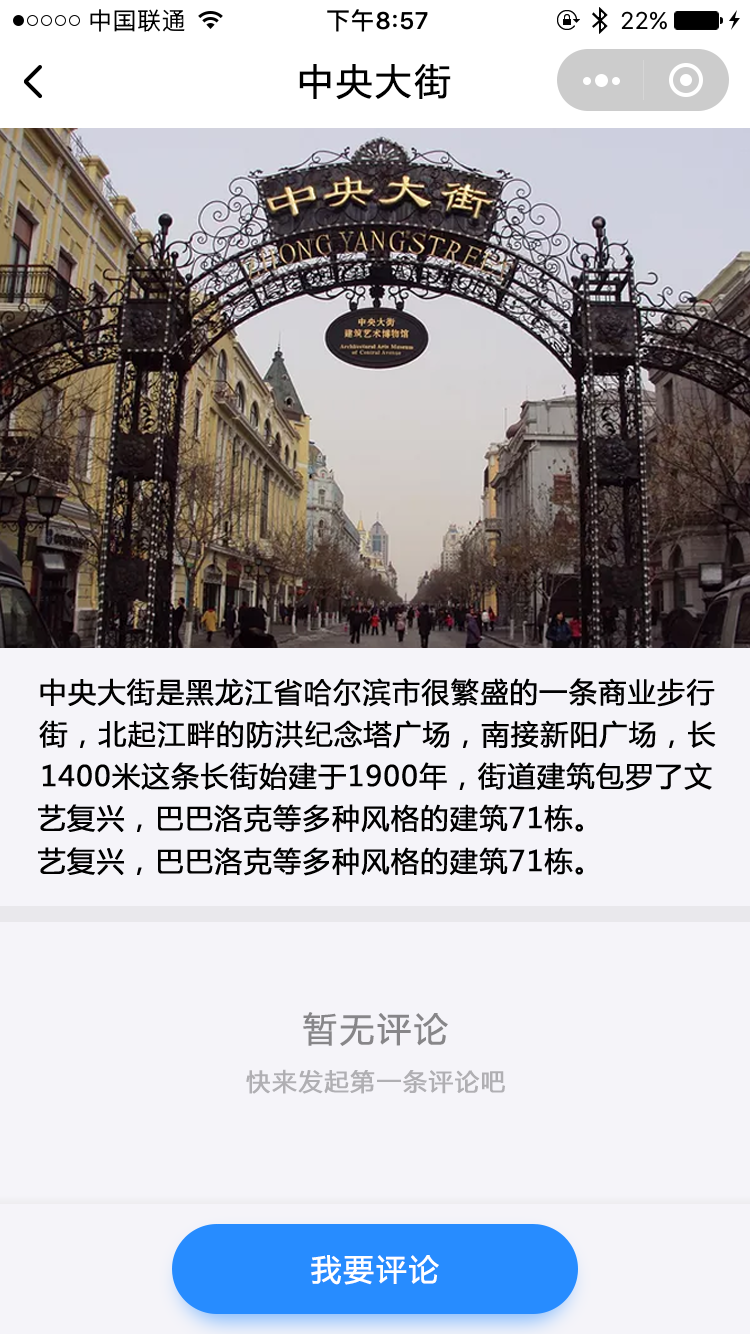 中国联通
下午8:57
22%
中央大街
中央大街
ZHONG YANG STREET
中央大街
建筑艺术博物馆
Architectural Arts Museum
of Central Avenue
中央大街是黑龙江省哈尔滨市很繁盛的一条商业步行
街，北起江畔的防洪纪念塔广场，南接新阳广场，长
1400米这条长街始建于1900年，街道建筑包罗了文
艺复兴，巴巴洛克等多种风格的建筑71栋。
艺复兴，巴巴洛克等多种风格的建筑71栋。
暂无评论
快来发起第一条评论吧
我要评论